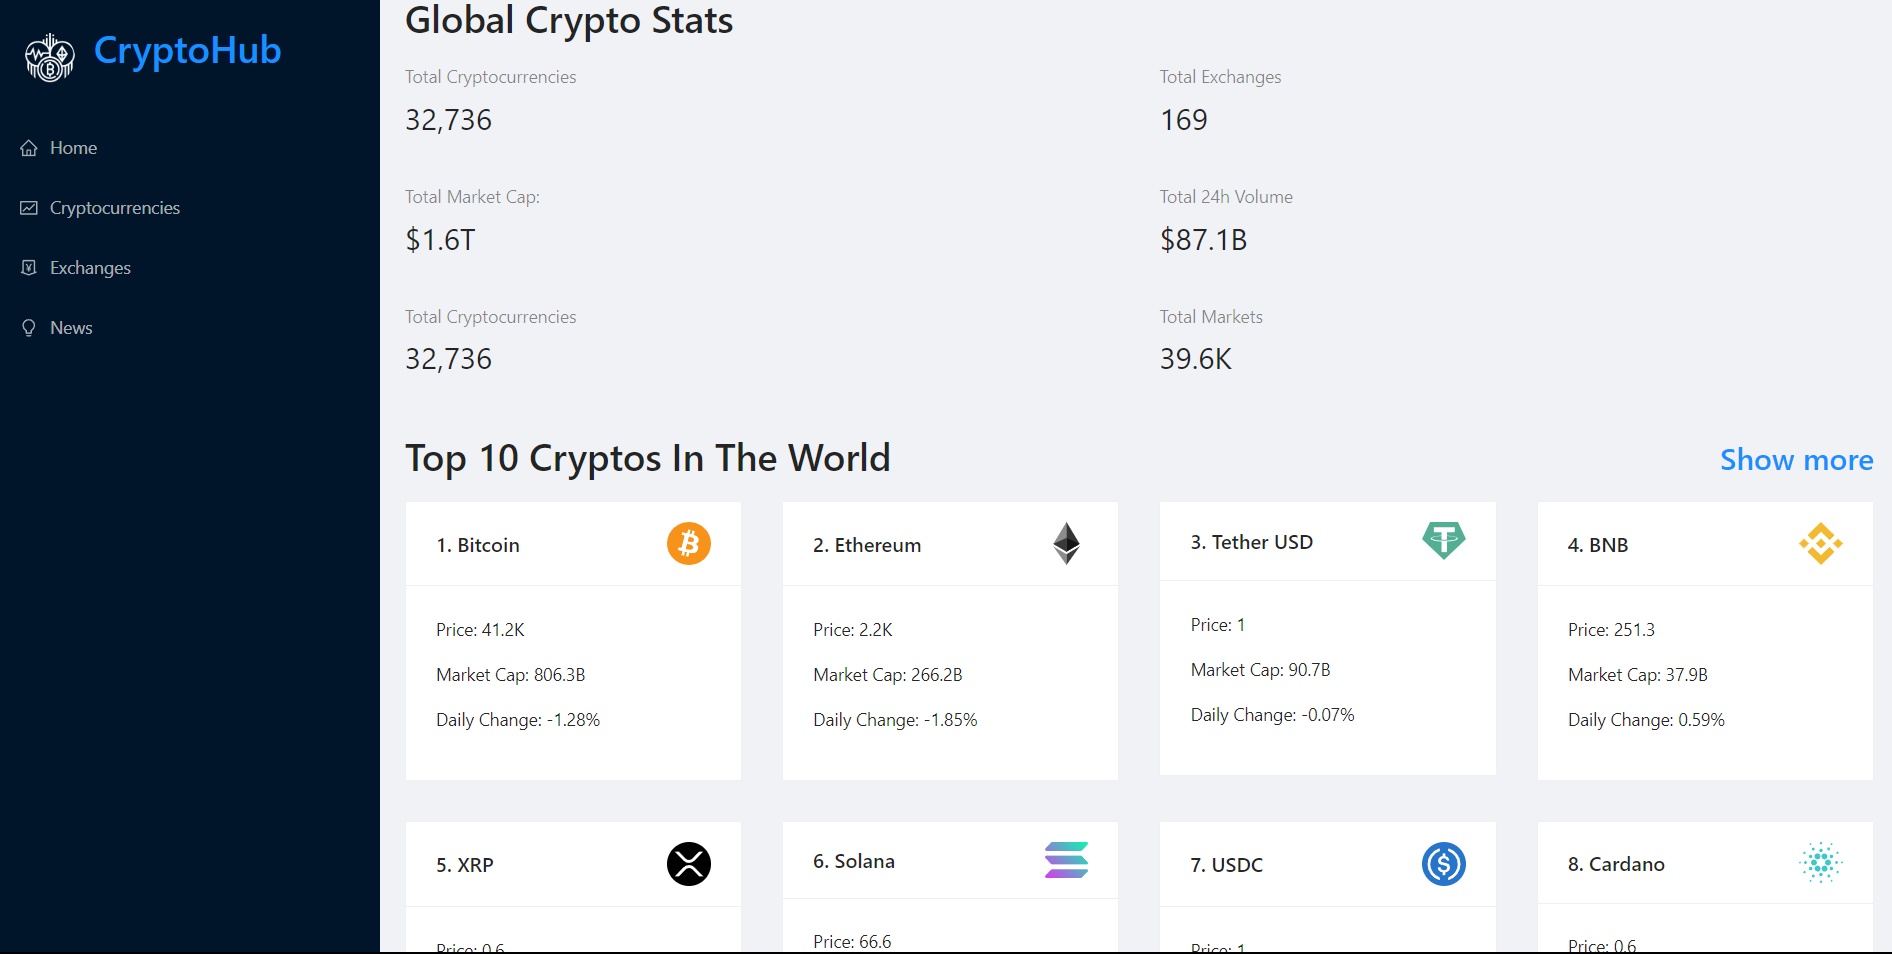 CryptoHub
Home
Cryptocurrencies
Exchanges
News
Global Crypto Stats
Total Cryptocurrencies
32,736
Total Exchanges
169
Total Market Cap:
$1.6T
Total 24h Volume
$87.1B
Total Cryptocurrencies
32,736
Total Markets
39.6K
Top 10 Cryptos In The World
Show more
1. Bitcoin
Price: 41.2K
Market Cap: 806.3B
Daily Change: -1.28%
2. Ethereum
Price: 2.2K
Market Cap: 266.2B
Daily Change: -1.85%
3. Tether USD
Price: 1
Market Cap: 90.7B
Daily Change: -0.07%
4. BNB
Price: 251.3
Market Cap: 37.9B
Daily Change: 0.59%
5. XRP
Price: 0.6
6. Solana
Price: 66.6
7. USDC
Price: 1
8. Cardano
Price: 0.6